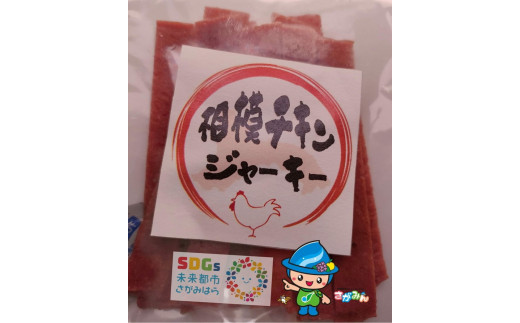 相模チキン
ジャーキー
SDGs
未来都市
さがみはら
さがみん